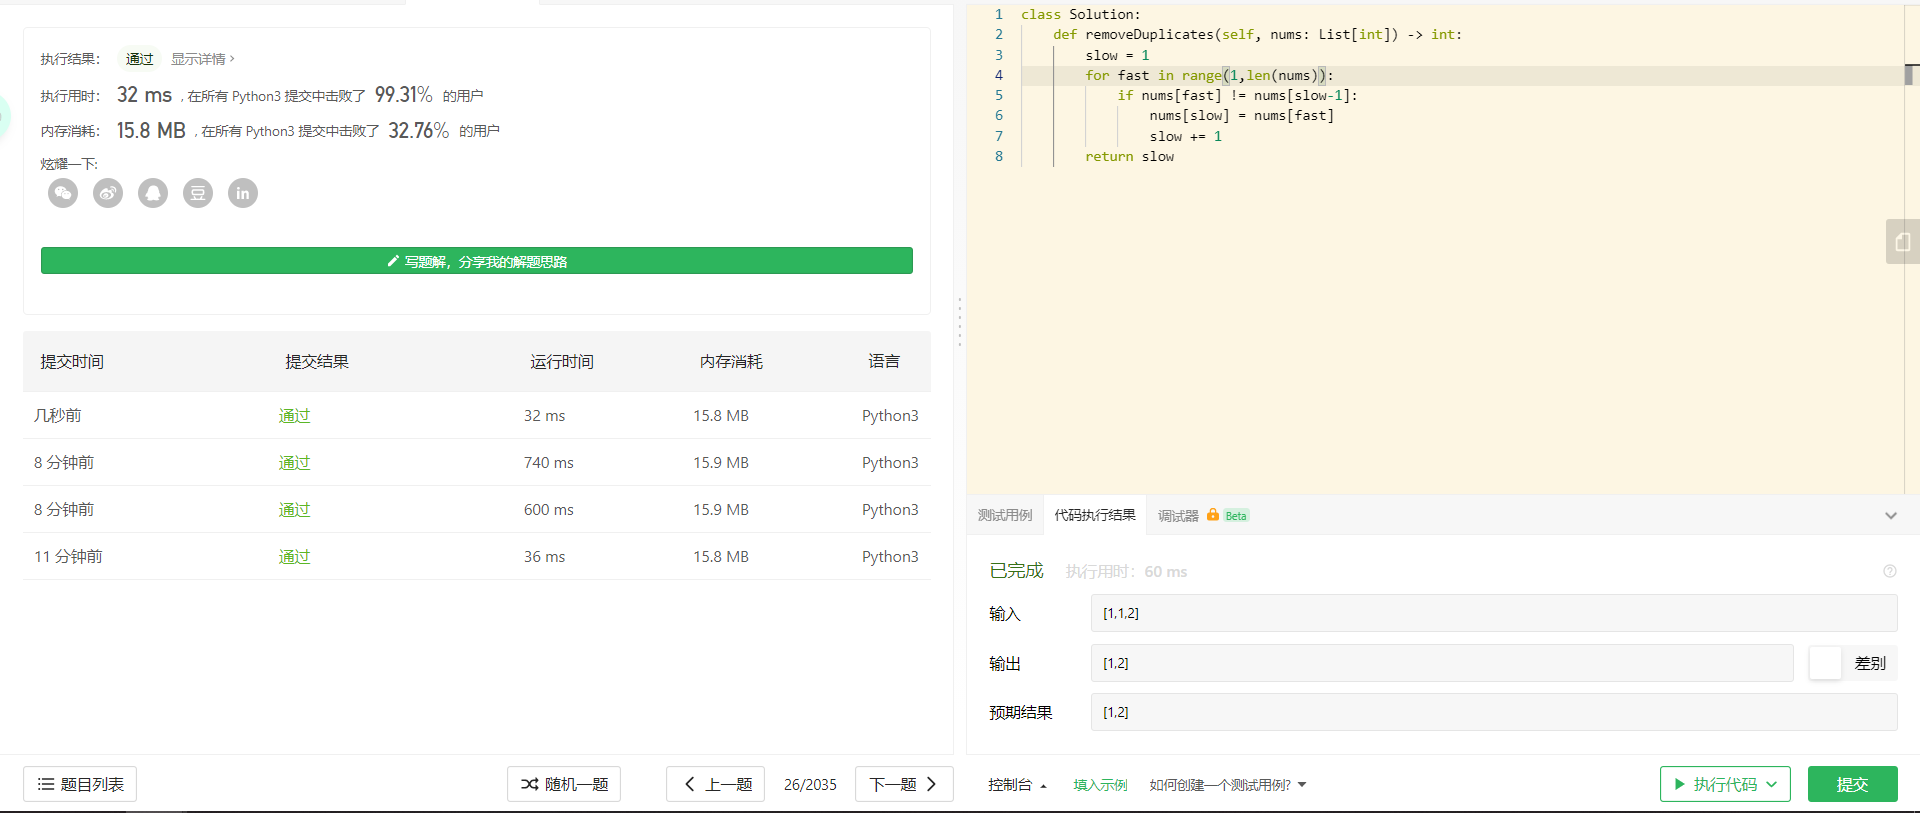 执行结果： 通过 显示详情 ›
执行用时： 32 ms , 在所有 Python3 提交中击败了 99.31% 的用户
内存消耗： 15.8 MB , 在所有 Python3 提交中击败了 32.76% 的用户
炫耀一下:
豆 in
写题解，分享我的解题思路
提交时间 提交结果 运行时间 内存消耗 语言
几秒前 通过 32 ms 15.8 MB Python3
8 分钟前 通过 740 ms 15.9 MB Python3
8 分钟前 通过 600 ms 15.9 MB Python3
11 分钟前 通过 36 ms 15.8 MB Python3
题目列表 随机一题 上一题 26/2035 下一题
1 class Solution:
2 def removeDuplicates(self, nums: List[int]) -> int:
3 slow = 1
4 for fast in range(1,len(nums)):
5 if nums[fast] != nums[slow-1]:
6 nums[slow] = nums[fast]
7 slow += 1
8 return slow
测试用例 代码执行结果 调试器 Beta
已完成 执行用时： 60 ms
输入 [1,1,2]
输出 [1,2] 差别
预期结果 [1,2]
控制台 填入示例 如何创建一个测试用例? 执行代码 提交